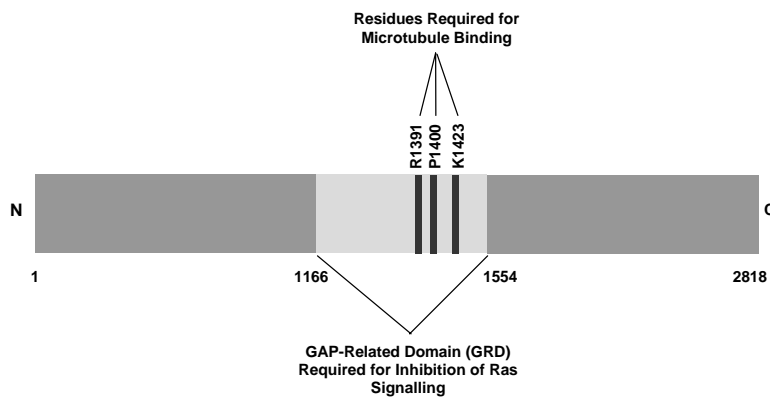 Residues Required for
Microtubule Binding
R1391
P1400
K1423
N
1
1166
1554
2818
GAP-Related Domain (GRD)
Required for Inhibition of Ras
Signalling